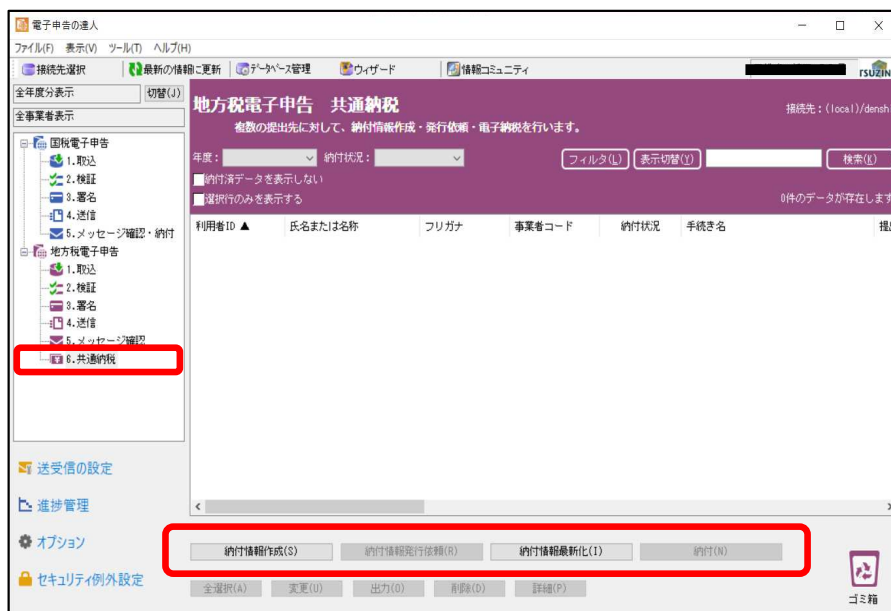 電子申告の達人
ファイル(F) 表示(V) ツール(T) ヘルプ(H)
接続先選択 最新の情報に更新 データベース管理 ウィザード 情報コミュニティ
全年度分表示 切替(J)
全事業者表示
国税電子申告
1.取込
2.検証
3.署名
4.送信
5.メッセージ確認・納付
地方税電子申告
1.取込
2.検証
3.署名
4.送信
5.メッセージ確認
6.共通納税
送受信の設定
進捗管理
オプション
セキュリティ例外設定
地方税電子申告 共通納税
接続先:(local)/densh
複数の提出先に対して、納付情報作成・発行依頼・電子納税を行います。
年度: 納付状況: フィルタ(L) 表示切替(Y) 検索(K)
納付済データを表示しない
選択行のみを表示する 0件のデータが存在します
利用者ID ▲ 氏名または名称 フリガナ 事業者コード 納付状況 手続き名 提出
納付情報作成(S) 納付情報発行依頼(R) 納付情報最新化(I) 納付(N)
全選択(A) 変更(U) 出力(O) 削除(D) 詳細(P)
ゴミ箱